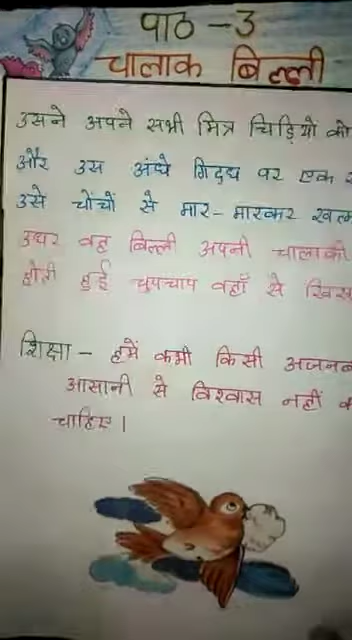 पाठ -3
चालाक बिल्ली
उसने अपने सभी मित्र चिड़ियों को
और उस अंधे गिद्दध पर एक
उसे चोंचों से मार-मारकर
उधर वह बिल्ली अपनी चालाकी
होती हुई चुपचाप वहाँ से
शिक्षा - हमें कभी किसी
आसानी से विश्वास नहीं
चाहिए।